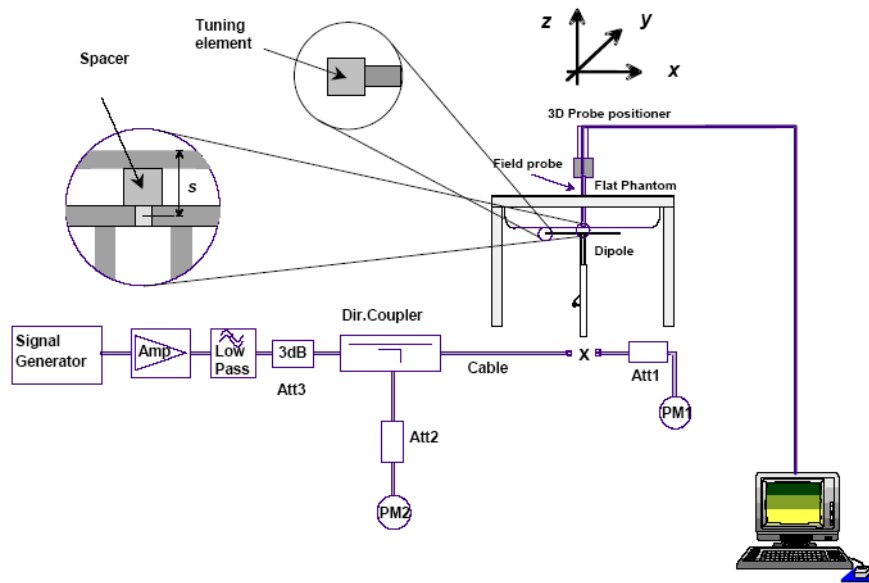 Tuning
element
Spacer
z
y
x
3D Probe positioner
Field probe
Flat Phantom
s
Dipole
Dir.Coupler
Signal
Generator
Amp
Low
Pass
3dB
Att3
Cable
X
Att1
PM1
Att2
PM2